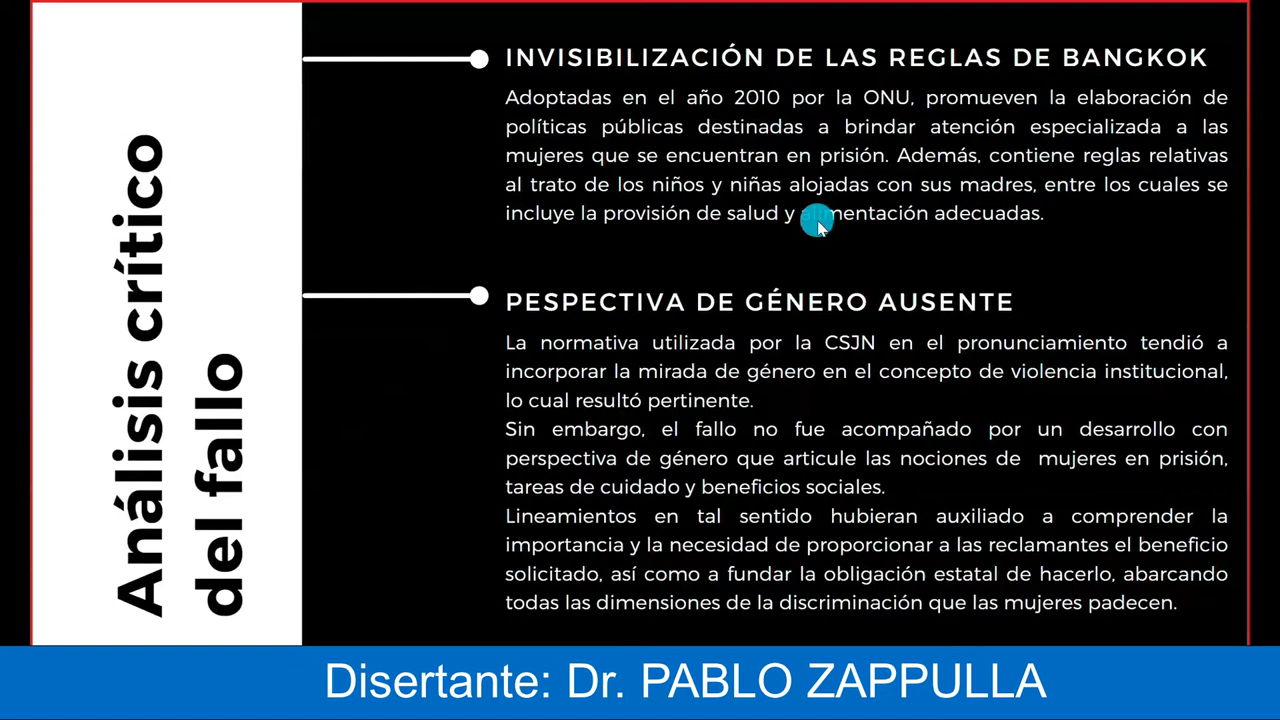 Análisis crítico
del fallo
INVISIBILIZACIÓN DE LAS REGLAS DE BANGKOK
Adoptadas en el año 2010 por la ONU, promueven la elaboración de
políticas públicas destinadas a brindar atención especializada a las
mujeres que se encuentran en prisión. Además, contiene reglas relativas
al trato de los niños y niñas alojadas con sus madres, entre los cuales se
incluye la provisión de salud y alimentación adecuadas.
PESPECTIVA DE GÉNERO AUSENTE
La normativa utilizada por la CSJN en el pronunciamiento tendió a
incorporar la mirada de género en el concepto de violencia institucional,
lo cual resultó pertinente.
Sin embargo, el fallo no fue acompañado por un desarrollo con
perspectiva de género que articule las nociones de mujeres en prisión,
tareas de cuidado y beneficios sociales.
Lineamientos en tal sentido hubieran auxiliado a comprender la
importancia y la necesidad de proporcionar a las reclamantes el beneficio
solicitado, así como a fundar la obligación estatal de hacerlo, abarcando
todas las dimensiones de la discriminación que las mujeres padecen.
Disertante: Dr. PABLO ZAPPULLA